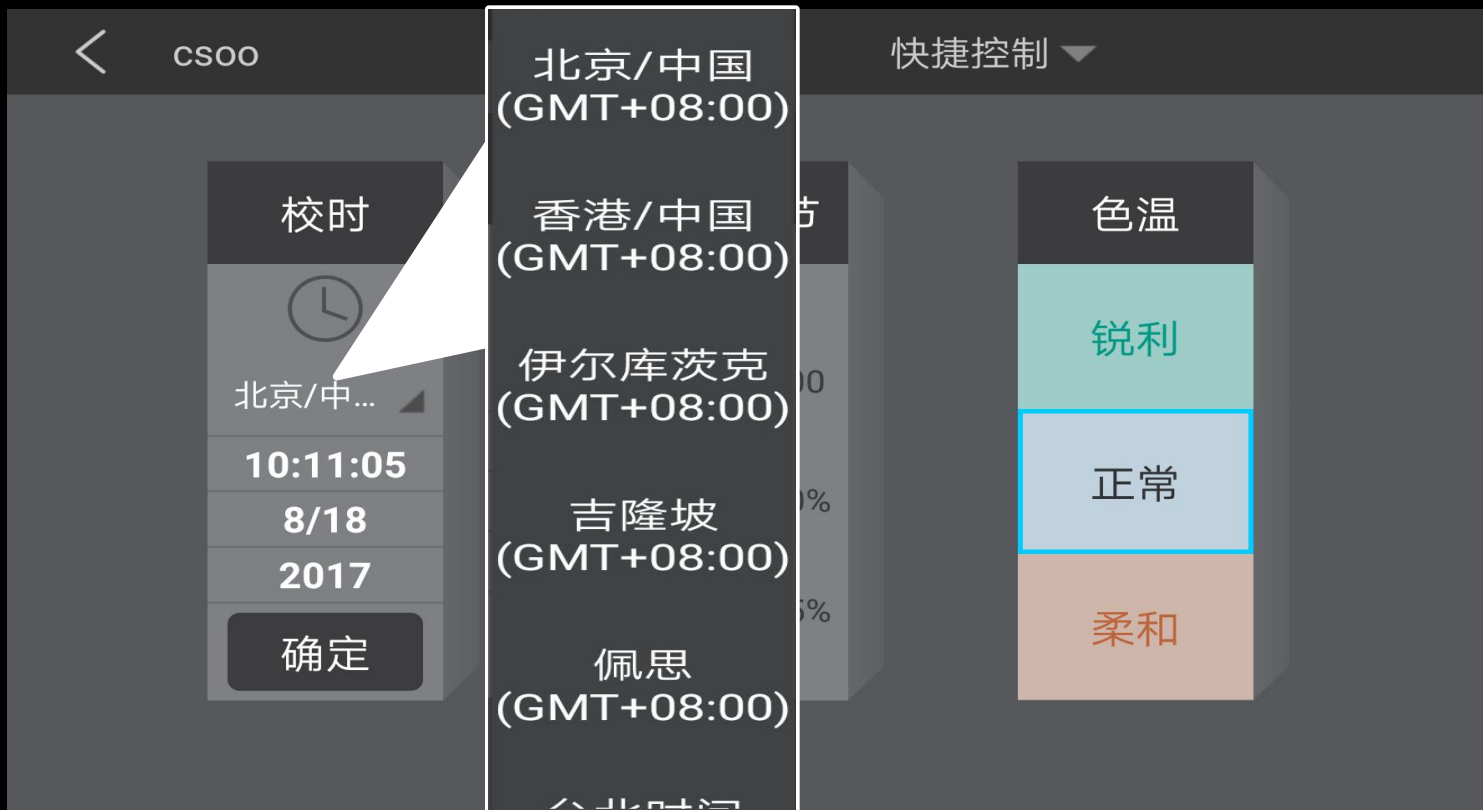 csoo
快捷控制
校时
北京/中...
10:11:05
8/18
2017
确定
北京/中国
(GMT+08:00)
香港/中国
(GMT+08:00)
伊尔库茨克
(GMT+08:00)
吉隆坡
(GMT+08:00)
佩思
(GMT+08:00)
色温
锐利
正常
柔和